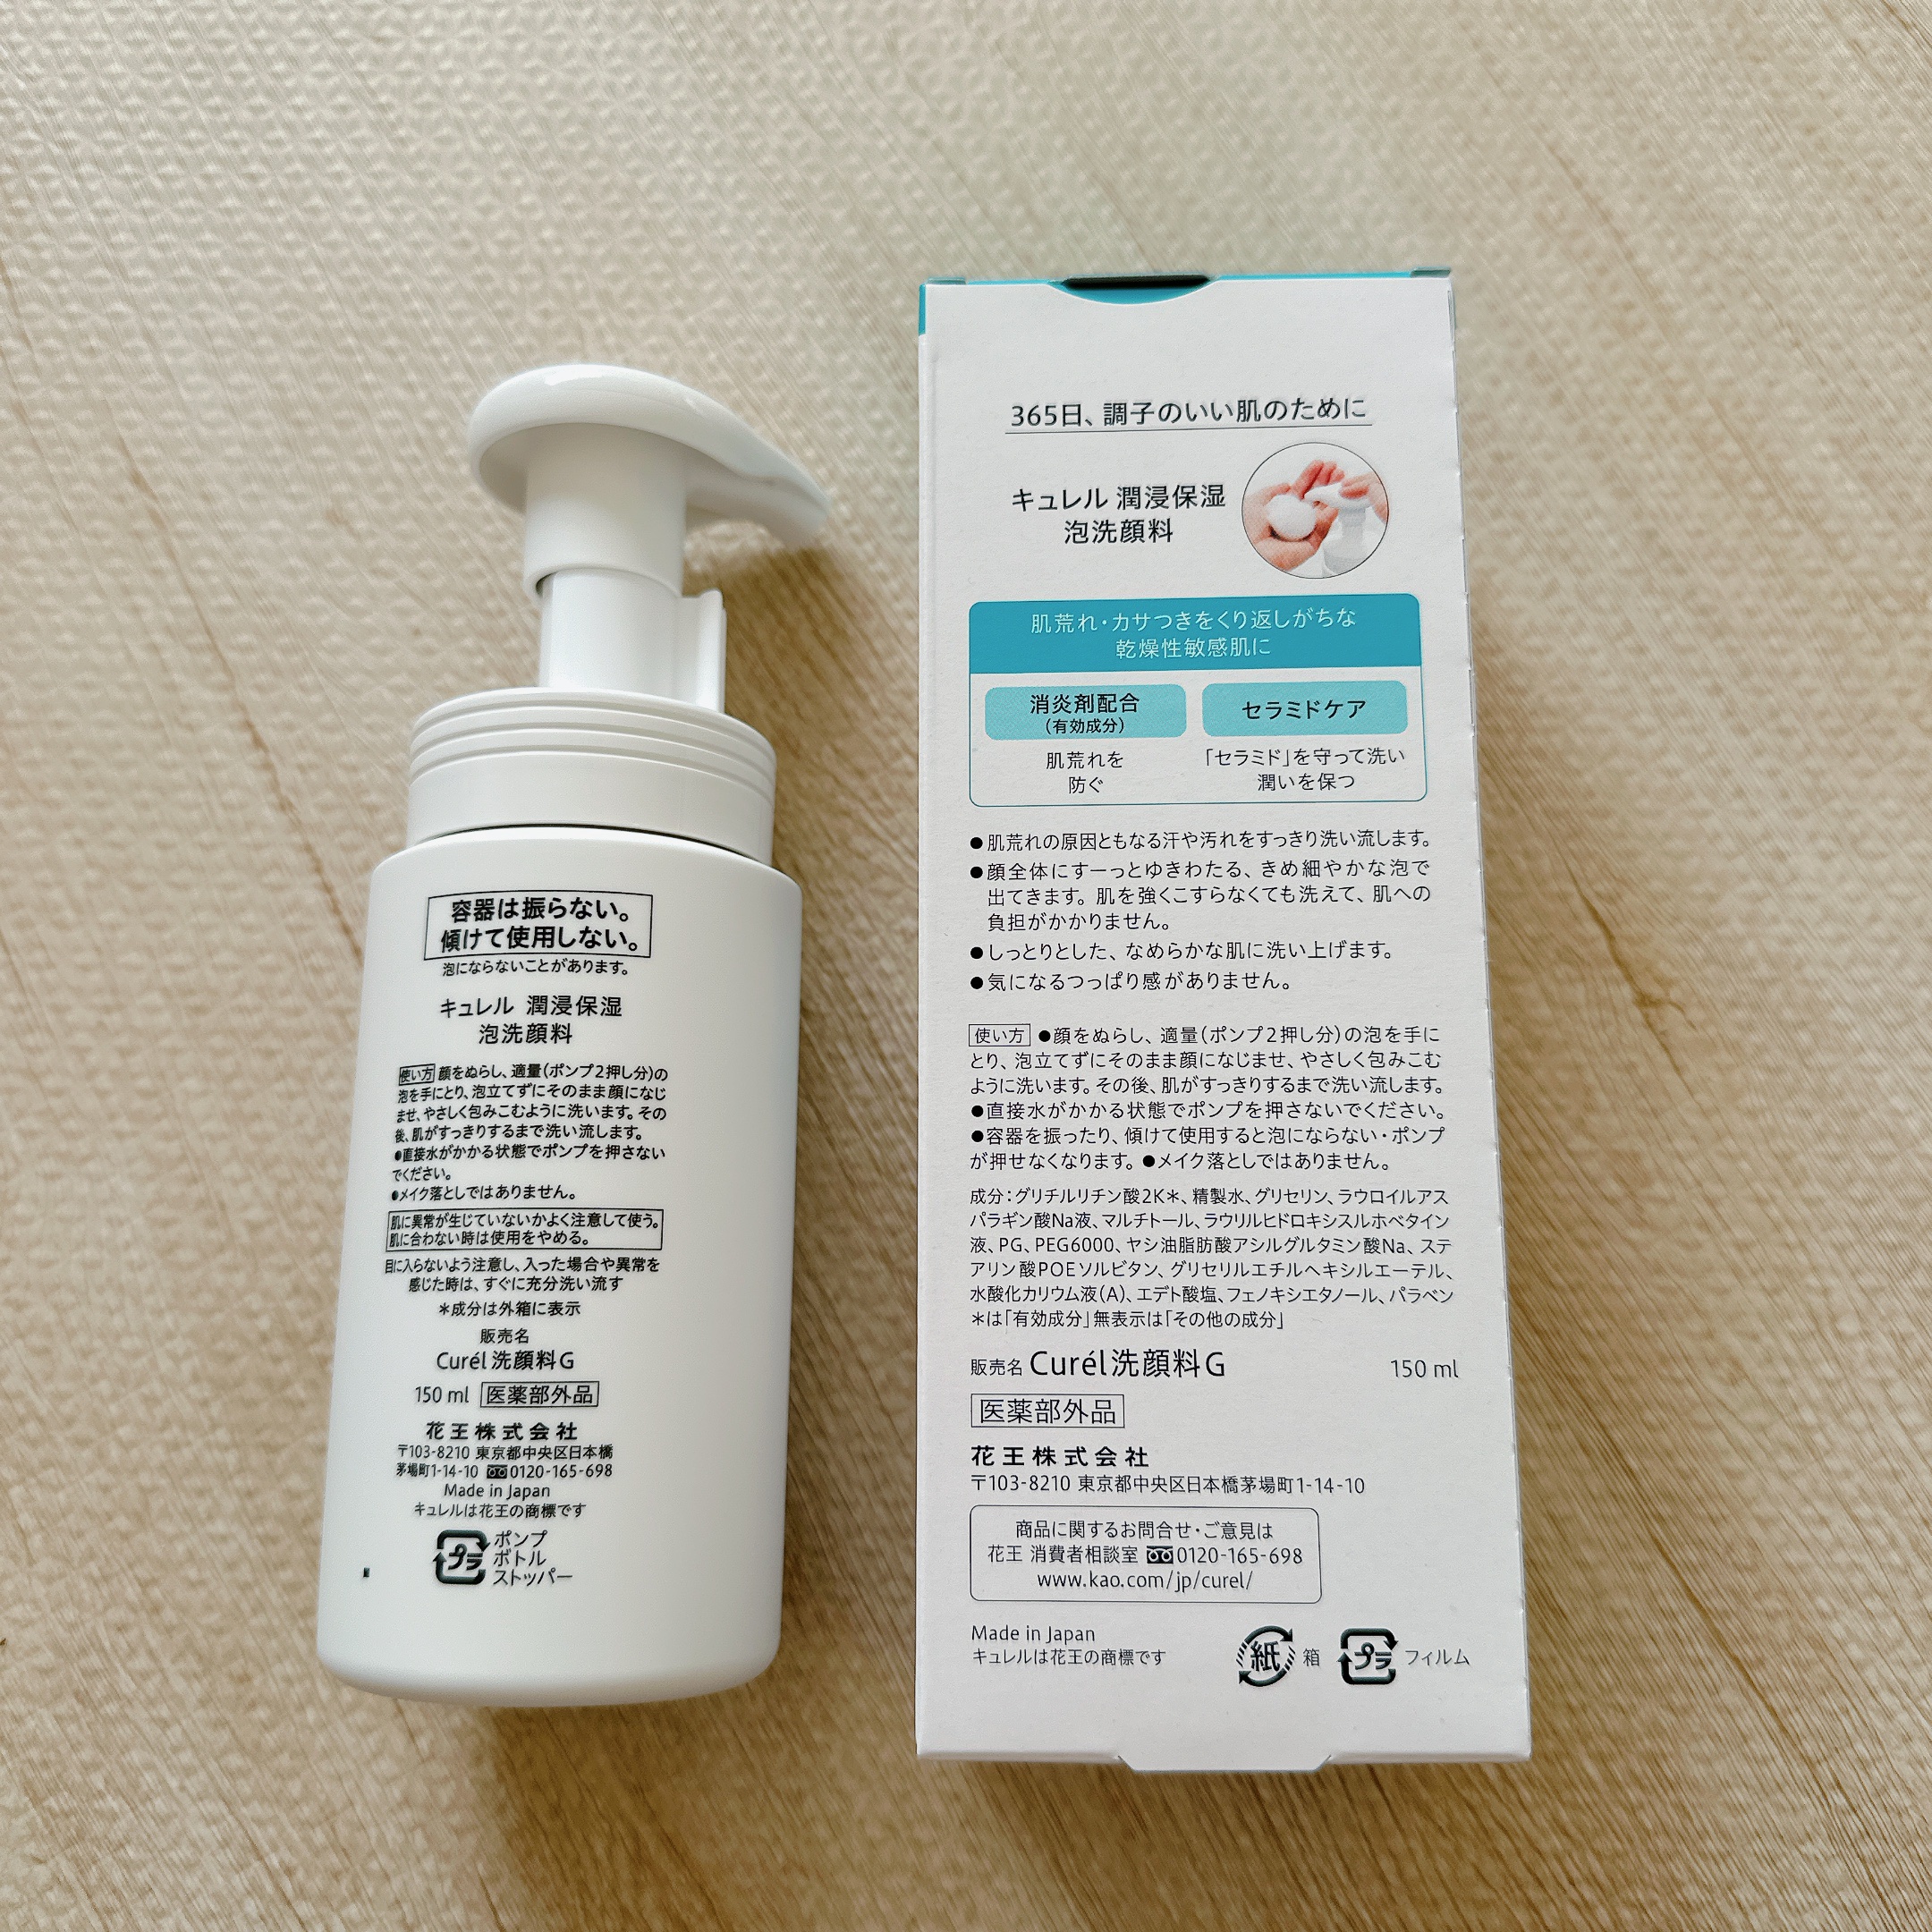 容器は振らない。
傾けて使用しない。
泡にならないことがあります。
キュレル 潤浸保湿
泡洗顔料
使い方 顔をぬらし、適量(ポンプ2押し分)の
泡を手にとり、泡立てずにそのまま顔になじ
ませ、やさしく包みこむように洗います。その
後、肌がすっきりするまで洗い流します。
●直接水がかかる状態でポンプを押さない
でください。
●メイク落としではありません。
肌に異常が生じていないかよく注意して使う。
肌に合わない時は使用をやめる。
目に入らないよう注意し、入った場合や異常を
感じた時は、すぐに充分洗い流す
＊成分は外箱に表示
販売名
Curél洗顔料G
150 ml 医薬部外品
花王株式会社
〒103-8210 東京都中央区日本橋
茅場町1-14-10 0120-165-698
Made in Japan
キュレルは花王の商標です
プラ ポンプ
ボトル
ストッパー
365日、調子のいい肌のために
キュレル 潤浸保湿
泡洗顔料
肌荒れ・カサつきをくり返しがちな
乾燥性敏感肌に
消炎剤配合
(有効成分)
肌荒れを
防ぐ
セラミドケア
「セラミド」を守って洗い
潤いを保つ
●肌荒れの原因ともなる汗や汚れをすっきり洗い流します。
●顔全体にすーっとゆきわたる、きめ細やかな泡で
出てきます。肌を強くこすらなくても洗えて、肌への
負担がかかりません。
●しっとりとした、なめらかな肌に洗い上げます。
●気になるつっぱり感がありません。
使い方 ●顔をぬらし、適量(ポンプ2押し分)の泡を手に
とり、泡立てずにそのまま顔になじませ、やさしく包みこむ
ように洗います。その後、肌がすっきりするまで洗い流します。
●直接水がかかる状態でポンプを押さないでください。
●容器を振ったり、傾けて使用すると泡にならない・ポンプ
が押せなくなります。●メイク落としではありません。
成分：グリチルリチン酸2K＊、精製水、グリセリン、ラウロイルアス
パラギン酸Na液、マルチトール、ラウリルヒドロキシスルホベタイン
液、PG、PEG6000、ヤシ油脂肪酸アシルグルタミン酸Na、ステ
アリン酸POEソルビタン、グリセリルエチルヘキシルエーテル、
水酸化カリウム液(A)、エデト酸塩、フェノキシエタノール、パラベン
＊は「有効成分」無表示は「その他の成分」
販売名 Curél洗顔料G 150 ml
医薬部外品
花王株式会社
〒103-8210 東京都中央区日本橋茅場町1-14-10
商品に関するお問合せ・ご意見は
花王 消費者相談室 0120-165-698
www.kao.com/jp/curel/
Made in Japan
キュレルは花王の商標です
紙 箱 プラ フィルム